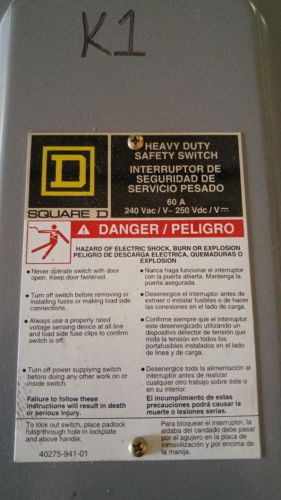 K1
D
SQUARE D
HEAVY DUTY
SAFETY SWITCH
INTERRUPTOR DE
SEGURIDAD DE
SERVICIO PESADO
60 A
240 Vac / V~ 250 Vdc / V⎓
DANGER / PELIGRO
HAZARD OF ELECTRIC SHOCK, BURN OR EXPLOSION
PELIGRO DE DESCARGA ELECTRICA, QUEMADURAS O
EXPLOSION
● Never operate switch with door
open. Keep door fastened.
● Turn off switch before removing or
installing fuses or making load side
connections.
● Always use a properly rated
voltage sensing device at all line
and load side fuse clips to confirm
switch is off.
● Turn off power supplying switch
before doing any other work on or
inside switch.
Failure to follow these
instructions will result in death
or serious injury.
To lock out switch, place padlock
fully through hole in lockplate
and above handle.
40275-941-01
● Nunca haga funcionar el interruptor
con la puerta abierta. Mantenga la
puerta asegurada.
● Desenergice el interruptor antes de
extraer o instalar fusibles o de hacer
las conexiones en el lado de carga.
● Confirme siempre que el interruptor
este desenergizado utilizando un
dispositivo detector de tensión que
mida la tensión en todos los
portafusibles instalados en el lado
de línea y de carga.
● Desenergice toda la alimentación al
interruptor antes de realizar
cualquier otro trabajo sobre éste o
en su interior.
El incumplimiento de estas
precauciones podrá causar la
muerte o lesiones serias.
Para bloquear el interruptor, la
aldaba del candado debe pasar
por el agujero en la placa de
inmovilización y por encima de
la manija.